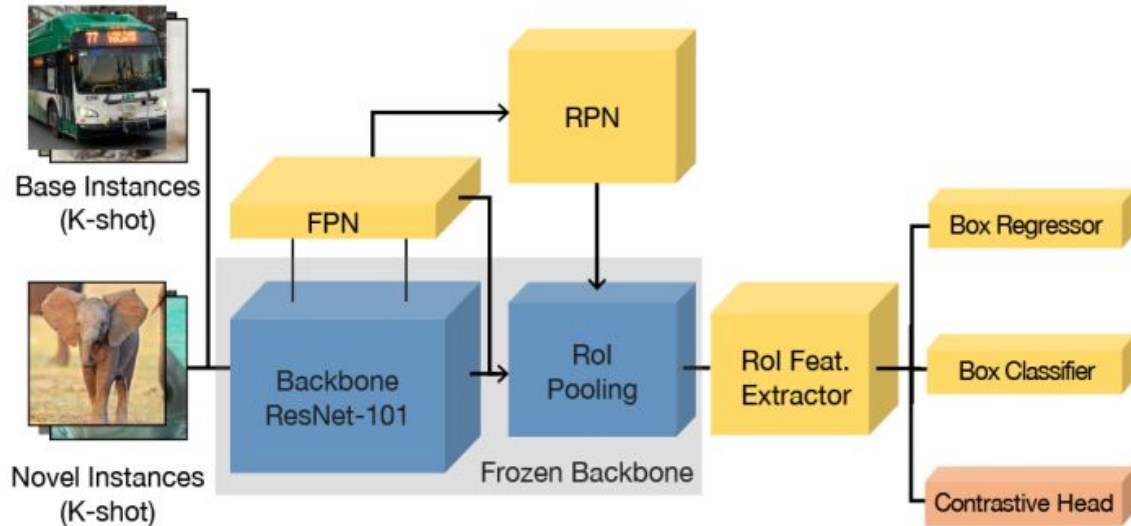 77
Base Instances
(K-shot)
Novel Instances
(K-shot)
FPN
RPN
Backbone
ResNet-101
RoI
Pooling
Frozen Backbone
RoI Feat.
Extractor
Box Regressor
Box Classifier
Contrastive Head